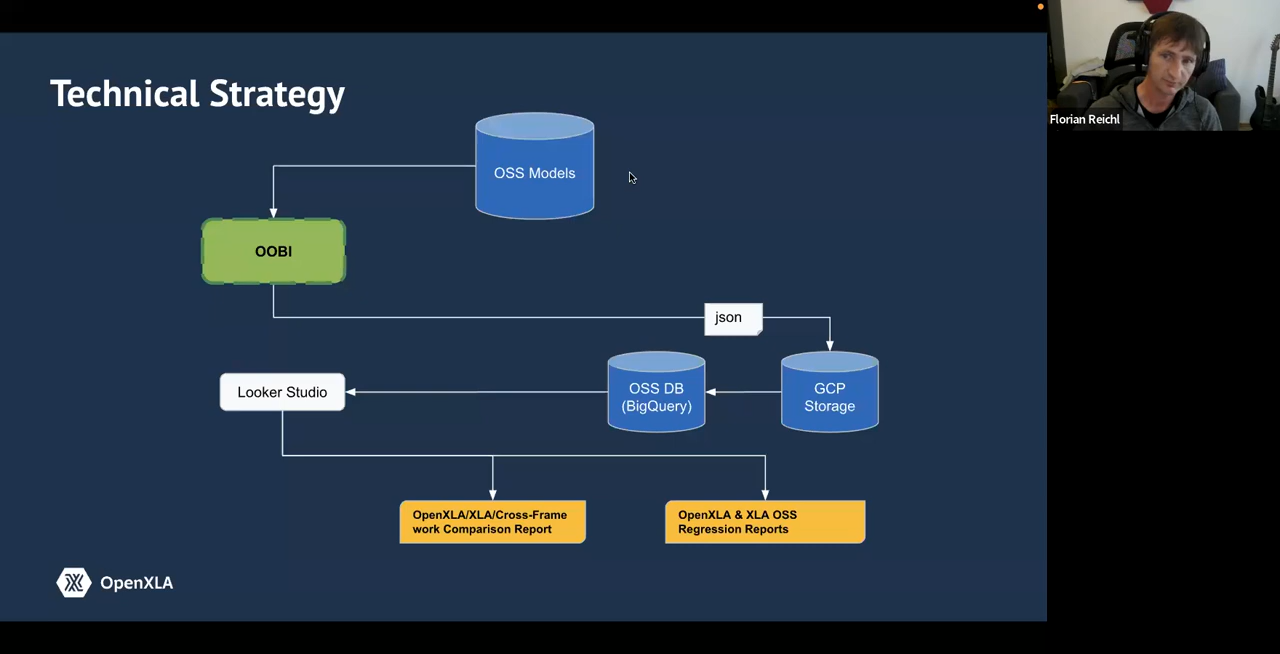 Technical Strategy
Florian Reichl
OSS Models
OOBI
json
Looker Studio
OSS DB
(BigQuery)
GCP
Storage
OpenXLA/XLA/Cross-Frame
work Comparison Report
OpenXLA & XLA OSS
Regression Reports
OpenXLA